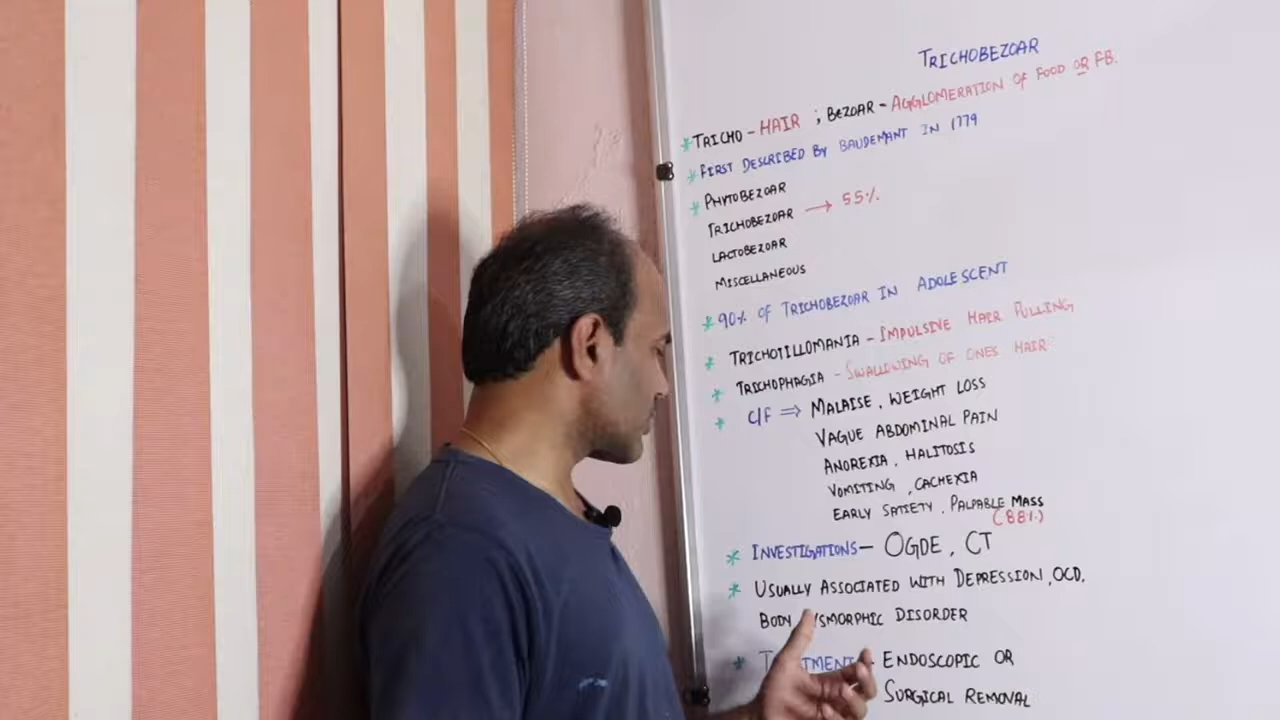 TRICHOBEZOAR
* TRICHO - HAIR ; BEZOAR - AGGLOMERATION OF FOOD OR FB.
* FIRST DESCRIBED BY BAUDEMANT IN 1779
* PHYTOBEZOAR
TRICHOBEZOAR → 55%
LACTOBEZOAR
MISCELLANEOUS
* 90% OF TRICHOBEZOAR IN ADOLESCENT
* TRICHOTILLOMANIA - IMPULSIVE HAIR PULLING
* TRICHOPHAGIA - SWALLOWING OF ONES HAIR
* C/F ⇒ MALAISE, WEIGHT LOSS
VAGUE ABDOMINAL PAIN
ANOREXIA, HALITOSIS
VOMITING, CACHEXIA
EARLY SATIETY, PALPABLE MASS
(88%)
* INVESTIGATIONS - OGDE, CT
* USUALLY ASSOCIATED WITH DEPRESSION, OCD,
BODY DISORDER
* - ENDOSCOPIC OR
SURGICAL REMOVAL